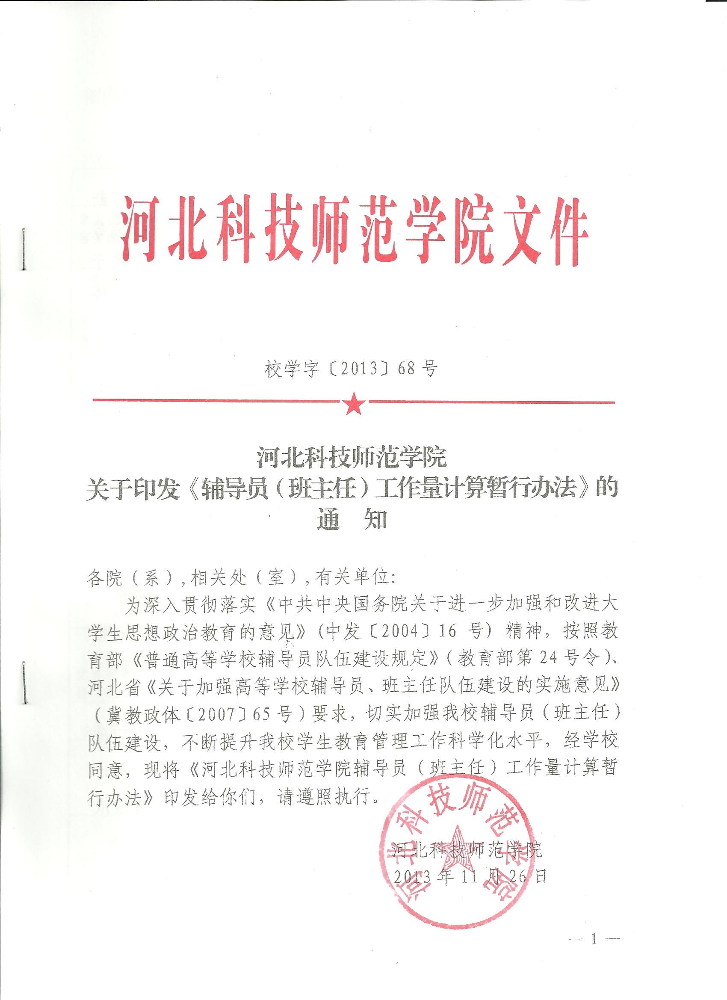 河北科技师范学院文件
校学字〔2013〕68号
河北科技师范学院
关于印发《辅导员（班主任）工作量计算暂行办法》的
通 知
各院（系）,相关处（室）,有关单位:
为深入贯彻落实《中共中央国务院关于进一步加强和改进大
学生思想政治教育的意见》（中发〔2004〕16 号）精神，按照教
育部《普通高等学校辅导员队伍建设规定》（教育部第 24 号令）、
河北省《关于加强高等学校辅导员、班主任队伍建设的实施意见》
（冀教政体〔2007〕65 号）要求，切实加强我校辅导员（班主任）
队伍建设，不断提升我校学生教育管理工作科学化水平，经学校
同意，现将《河北科技师范学院辅导员（班主任）工作量计算暂
行办法》印发给你们，请遵照执行。
河北科技师范学院
河北科技师范学院
2013 年 11 月 26 日
— 1 —